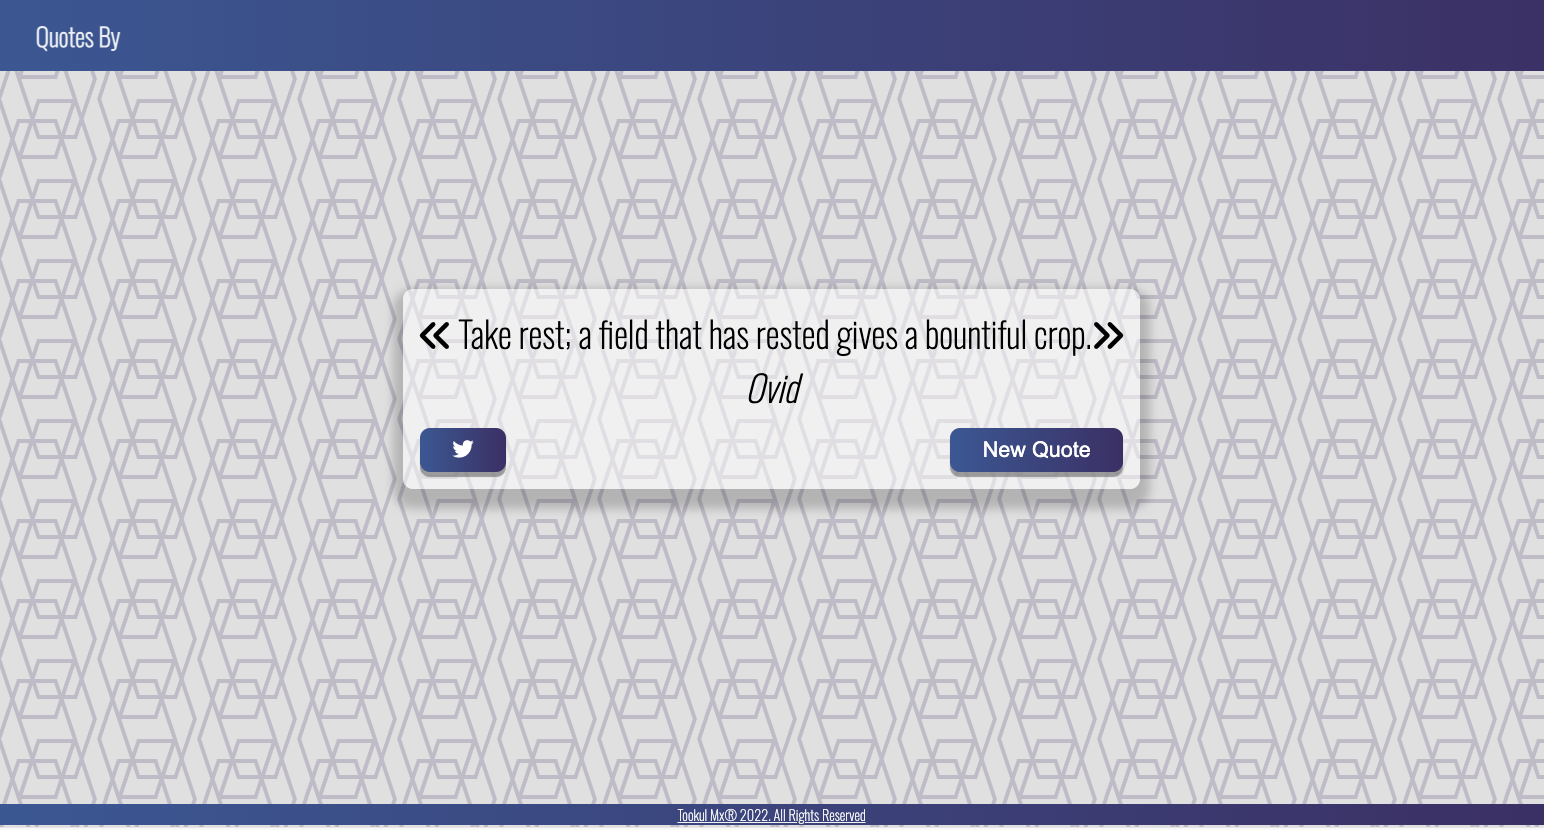 Quotes By
« Take rest; a field that has rested gives a bountiful crop.»
Ovid
New Quote
Tookul Mx® 2022. All Rights Reserved